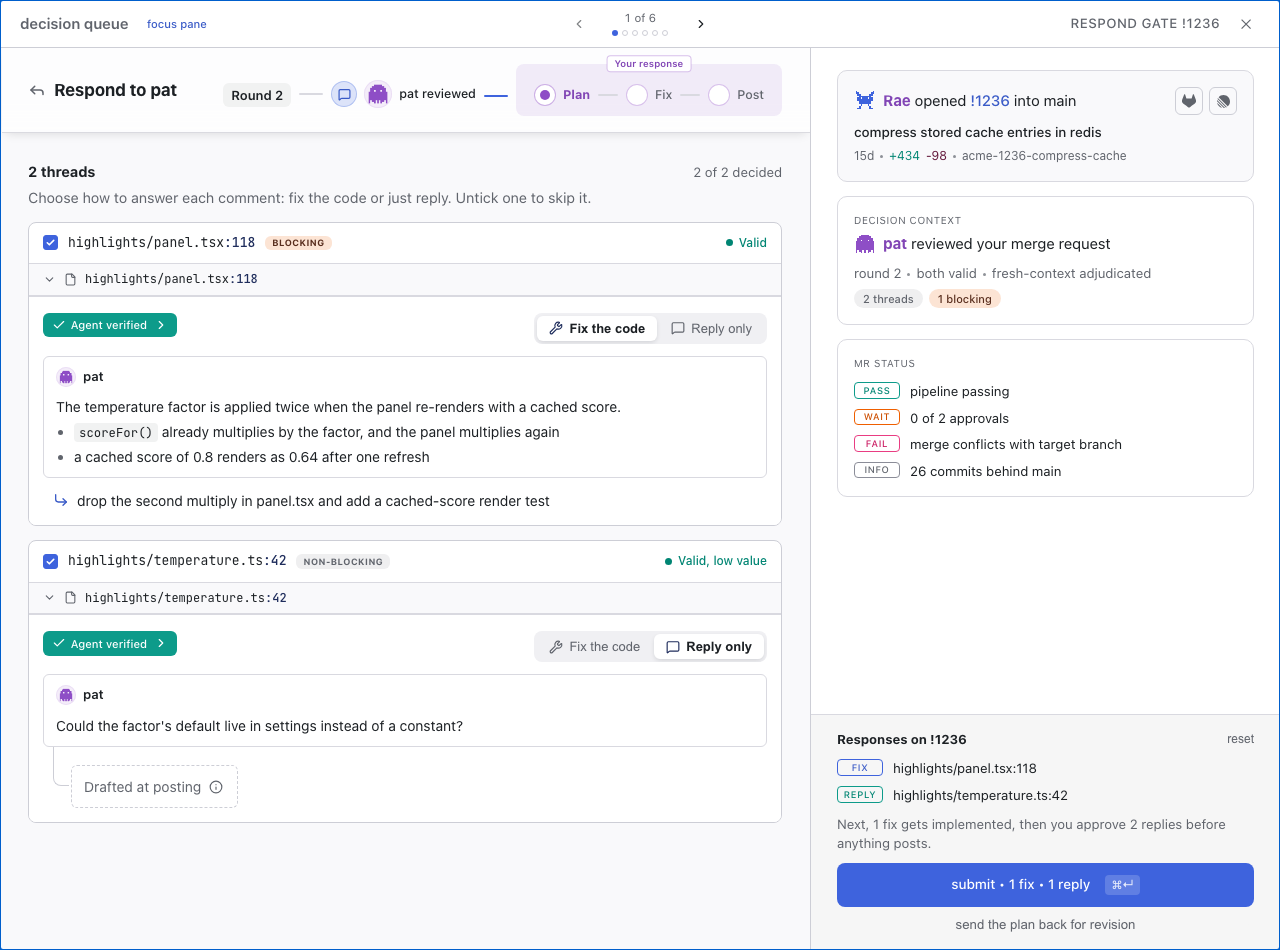 decision queue focus pane
1 of 6
RESPOND GATE !1236
Respond to pat
Round 2
pat reviewed
Your response
Plan
Fix
Post
2 threads
2 of 2 decided
Choose how to answer each comment: fix the code or just reply. Untick one to skip it.
highlights/panel.tsx:118 BLOCKING
Valid
highlights/panel.tsx:118
Agent verified
Fix the code
Reply only
pat
The temperature factor is applied twice when the panel re-renders with a cached score.
• scoreFor() already multiplies by the factor, and the panel multiplies again
• a cached score of 0.8 renders as 0.64 after one refresh
drop the second multiply in panel.tsx and add a cached-score render test
highlights/temperature.ts:42 NON-BLOCKING
Valid, low value
highlights/temperature.ts:42
Agent verified
Fix the code
Reply only
pat
Could the factor's default live in settings instead of a constant?
Drafted at posting
Rae opened !1236 into main
compress stored cache entries in redis
15d • +434 -98 • acme-1236-compress-cache
DECISION CONTEXT
pat reviewed your merge request
round 2 • both valid • fresh-context adjudicated
2 threads 1 blocking
MR STATUS
PASS pipeline passing
WAIT 0 of 2 approvals
FAIL merge conflicts with target branch
INFO 26 commits behind main
Responses on !1236
reset
FIX highlights/panel.tsx:118
REPLY highlights/temperature.ts:42
Next, 1 fix gets implemented, then you approve 2 replies before
anything posts.
submit • 1 fix • 1 reply ⌘↵
send the plan back for revision